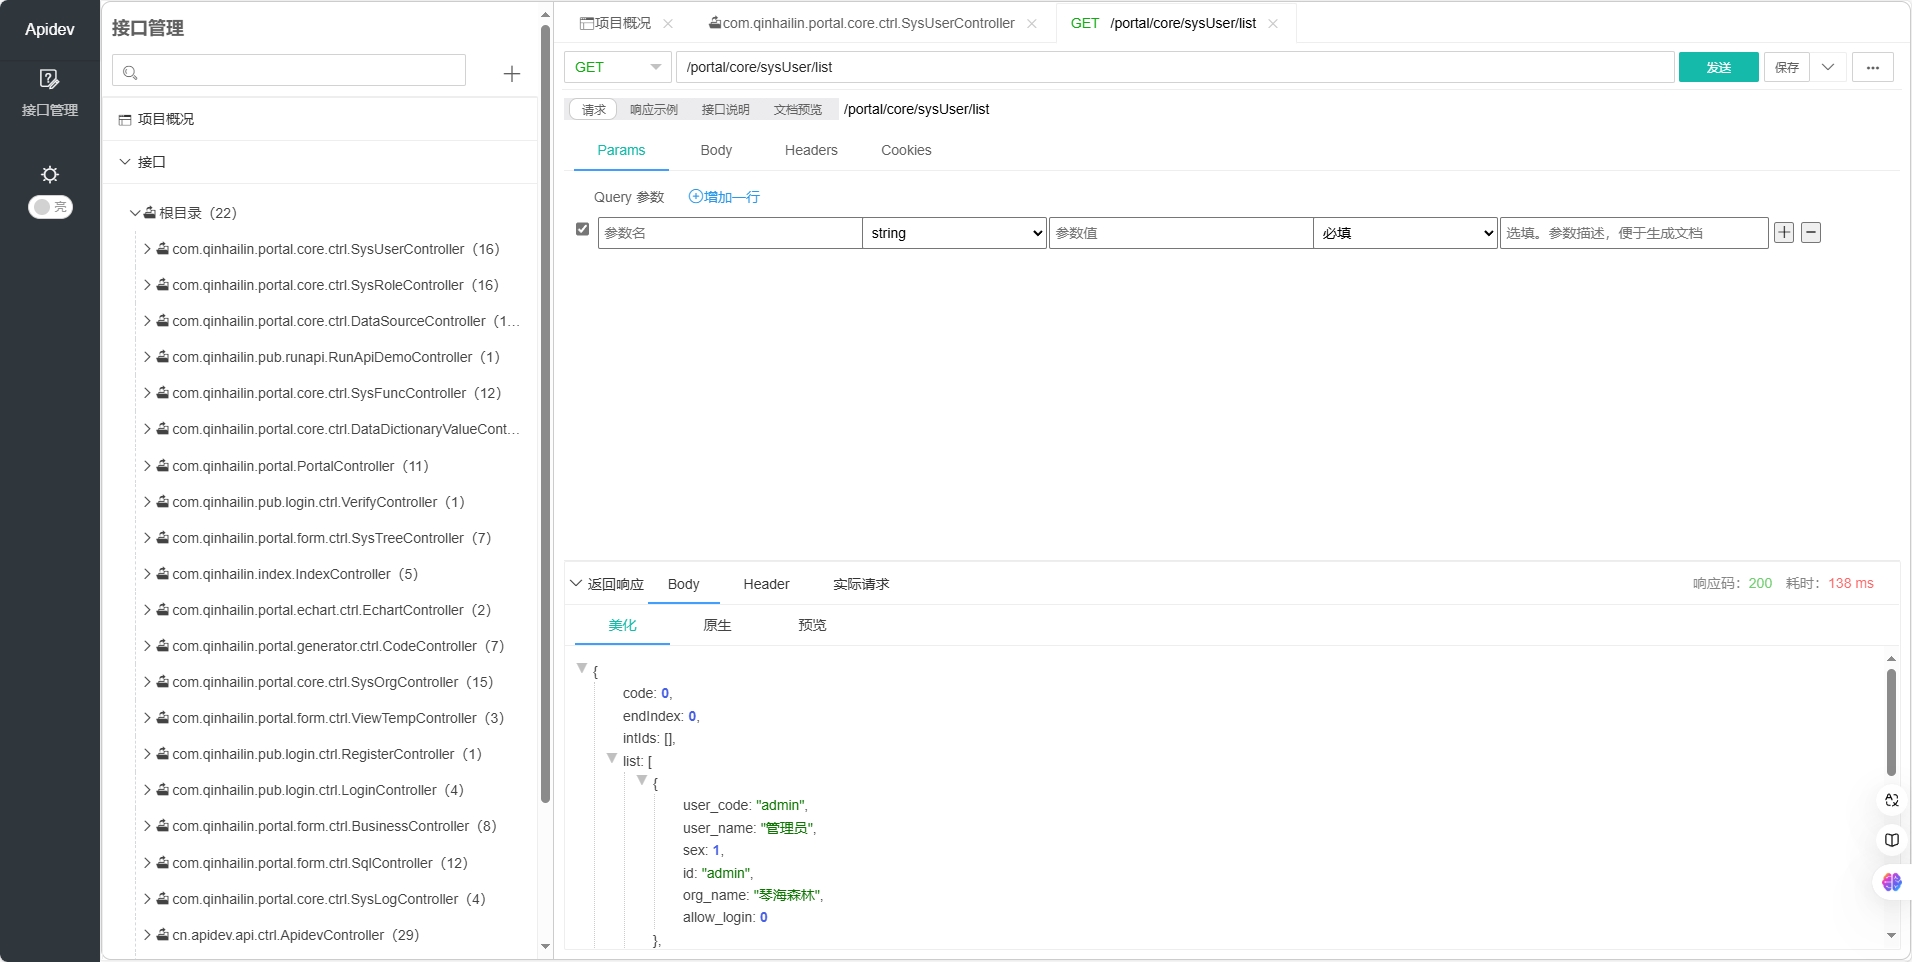 Apidev
接口管理
亮
接口管理
项目概况
接口
根目录（22）
com.qinhailin.portal.core.ctrl.SysUserController（16）
com.qinhailin.portal.core.ctrl.SysRoleController（16）
com.qinhailin.portal.core.ctrl.DataSourceController（1...
com.qinhailin.pub.runapi.RunApiDemoController（1）
com.qinhailin.portal.core.ctrl.SysFuncController（12）
com.qinhailin.portal.core.ctrl.DataDictionaryValueCont...
com.qinhailin.portal.PortalController（11）
com.qinhailin.pub.login.ctrl.VerifyController（1）
com.qinhailin.portal.form.ctrl.SysTreeController（7）
com.qinhailin.index.IndexController（5）
com.qinhailin.portal.echart.ctrl.EchartController（2）
com.qinhailin.portal.generator.ctrl.CodeController（7）
com.qinhailin.portal.core.ctrl.SysOrgController（15）
com.qinhailin.portal.form.ctrl.ViewTempController（3）
com.qinhailin.pub.login.ctrl.RegisterController（1）
com.qinhailin.pub.login.ctrl.LoginController（4）
com.qinhailin.portal.form.ctrl.BusinessController（8）
com.qinhailin.portal.form.ctrl.SqlController（12）
com.qinhailin.portal.core.ctrl.SysLogController（4）
cn.apidev.api.ctrl.ApidevController（29）
项目概况 com.qinhailin.portal.core.ctrl.SysUserController GET /portal/core/sysUser/list
GET /portal/core/sysUser/list 发送 保存 ...
请求 响应示例 接口说明 文档预览 /portal/core/sysUser/list
Params Body Headers Cookies
Query 参数 增加一行
参数名 string 参数值 必填 选填。参数描述，便于生成文档
返回响应 Body Header 实际请求 响应码：200 耗时：138 ms
美化 原生 预览
{
code: 0,
endIndex: 0,
intIds: [],
list: [
{
user_code: "admin",
user_name: "管理员",
sex: 1,
id: "admin",
org_name: "琴海森林",
allow_login: 0
},